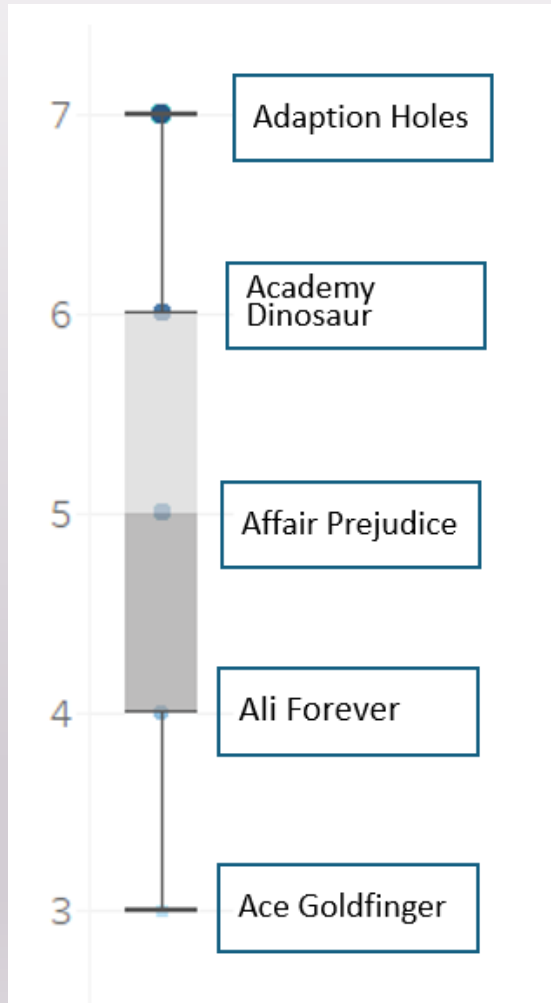 7
Adaption Holes
6
Academy
Dinosaur
5
Affair Prejudice
4
Ali Forever
3
Ace Goldfinger